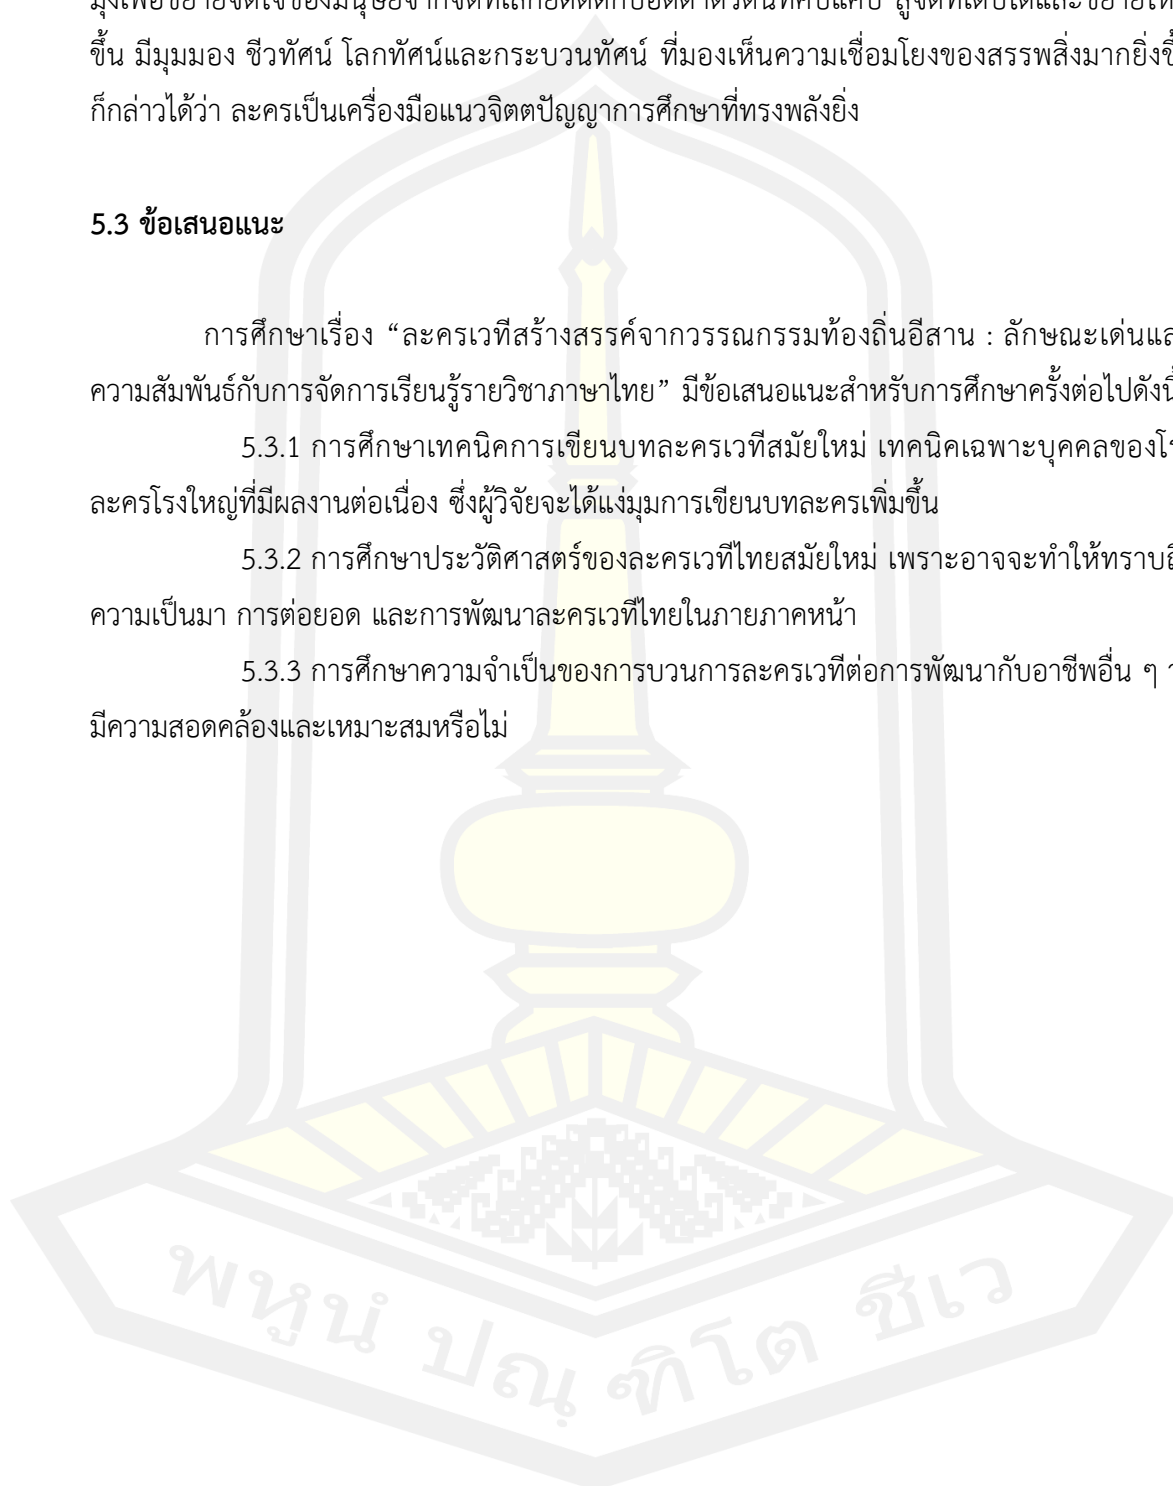 ขึ้น มีมุมมอง ชีวทัศน์ โลกทัศน์และกระบวนทัศน์ ที่มองเห็นความเชื่อมโยงของสรรพสิ่งมากยิ่งขึ้
ก็กล่าวได้ว่า ละครเป็นเครื่องมือแนวจิตตปัญญาการศึกษาที่ทรงพลังยิ่ง
5.3 ข้อเสนอแนะ
การศึกษาเรื่อง “ละครเวทีสร้างสรรค์จากวรรณกรรมท้องถิ่นอีสาน : ลักษณะเด่นและ
ความสัมพันธ์กับการจัดการเรียนรู้รายวิชาภาษาไทย” มีข้อเสนอแนะสำหรับการศึกษาครั้งต่อไปดังนี้
5.3.1 การศึกษาเทคนิคการเขียนบทละครเวทีสมัยใหม่ เทคนิคเฉพาะบุคคลของโร
ละครโรงใหญ่ที่มีผลงานต่อเนื่อง ซึ่งผู้วิจัยจะได้แง่มุมการเขียนบทละครเพิ่มขึ้น
5.3.2 การศึกษาประวัติศาสตร์ของละครเวทีไทยสมัยใหม่ เพราะอาจจะทำให้ทราบถึ
ความเป็นมา การต่อยอด และการพัฒนาละครเวทีไทยในภายภาคหน้า
5.3.3 การศึกษาความจำเป็นของการบวนการละครเวทีต่อการพัฒนากับอาชีพอื่น ๆ ว
มีความสอดคล้องและเหมาะสมหรือไม่
พหูนํ ปณฺฑิโต ชีเว